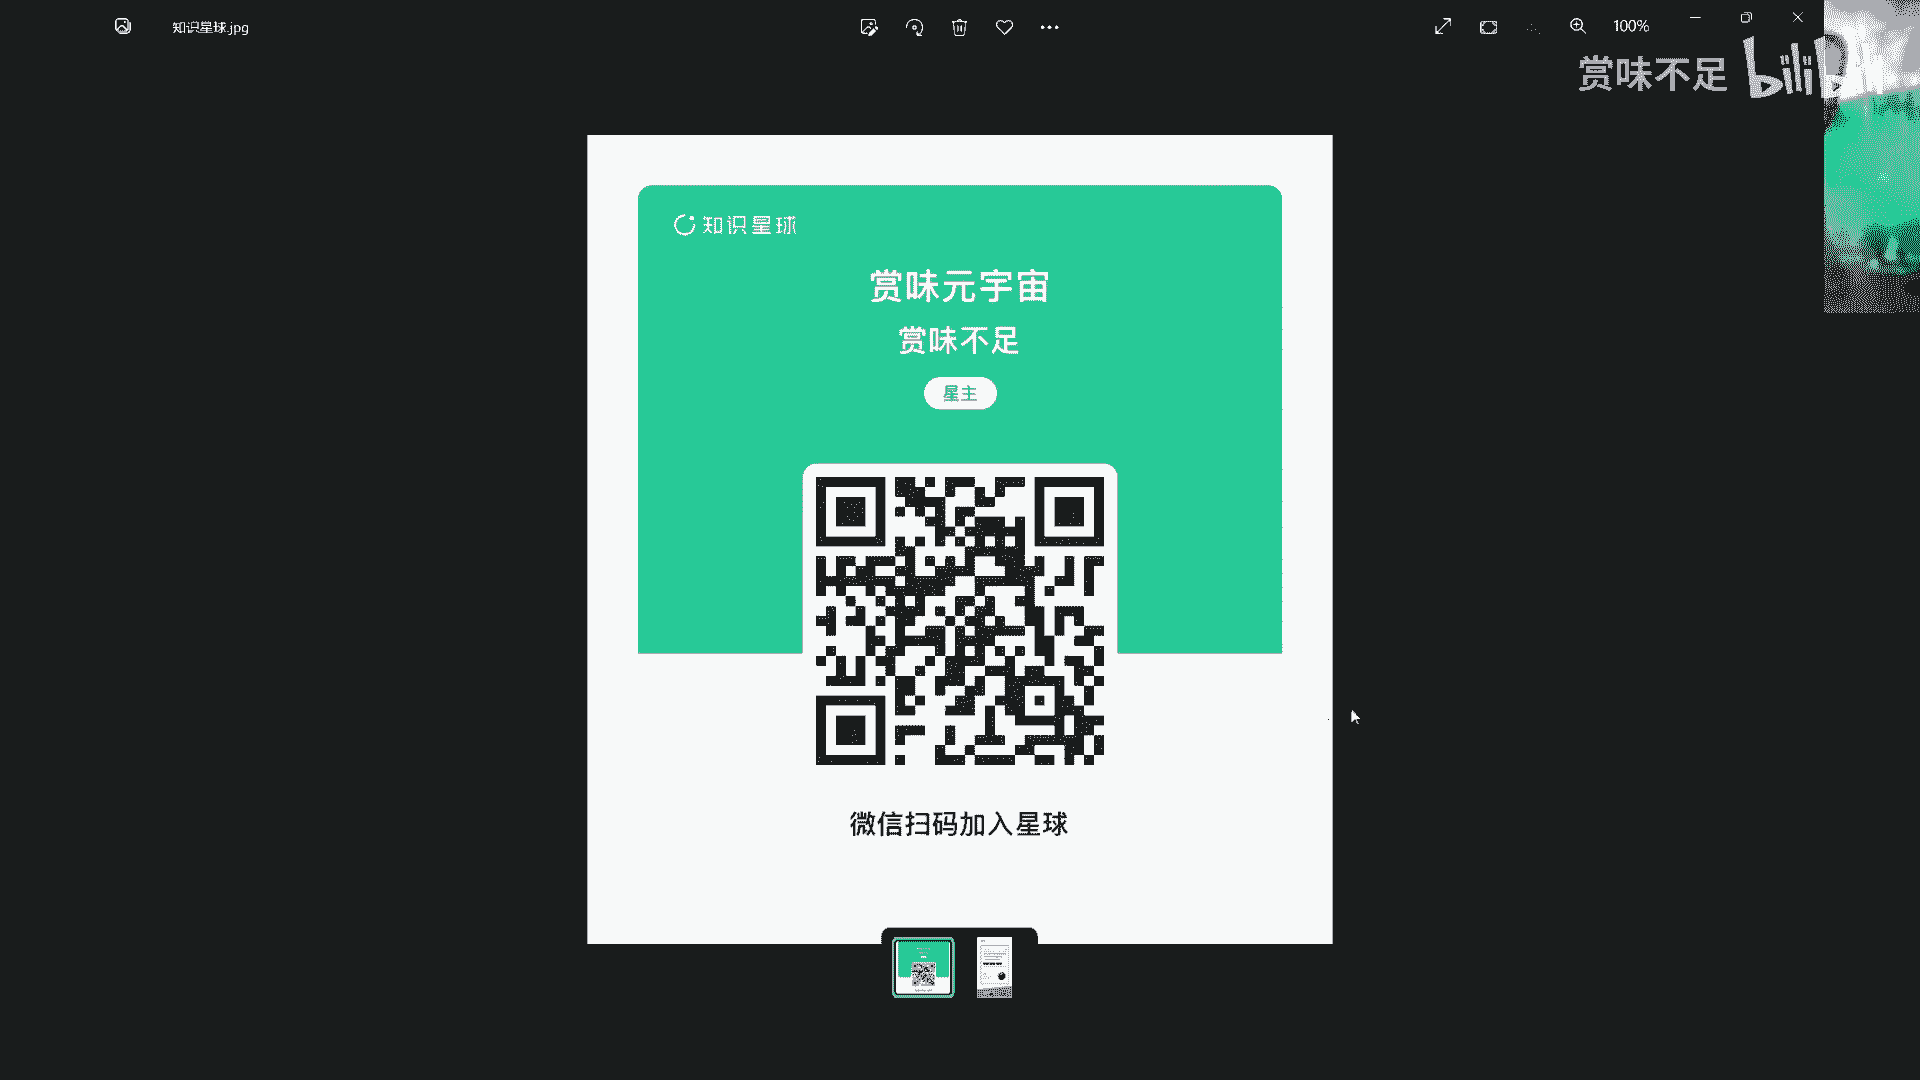 知识星球.jpg
100%
赏味不足 bilibili
知识星球
赏味元宇宙
赏味不足
星主
微信扫码加入星球